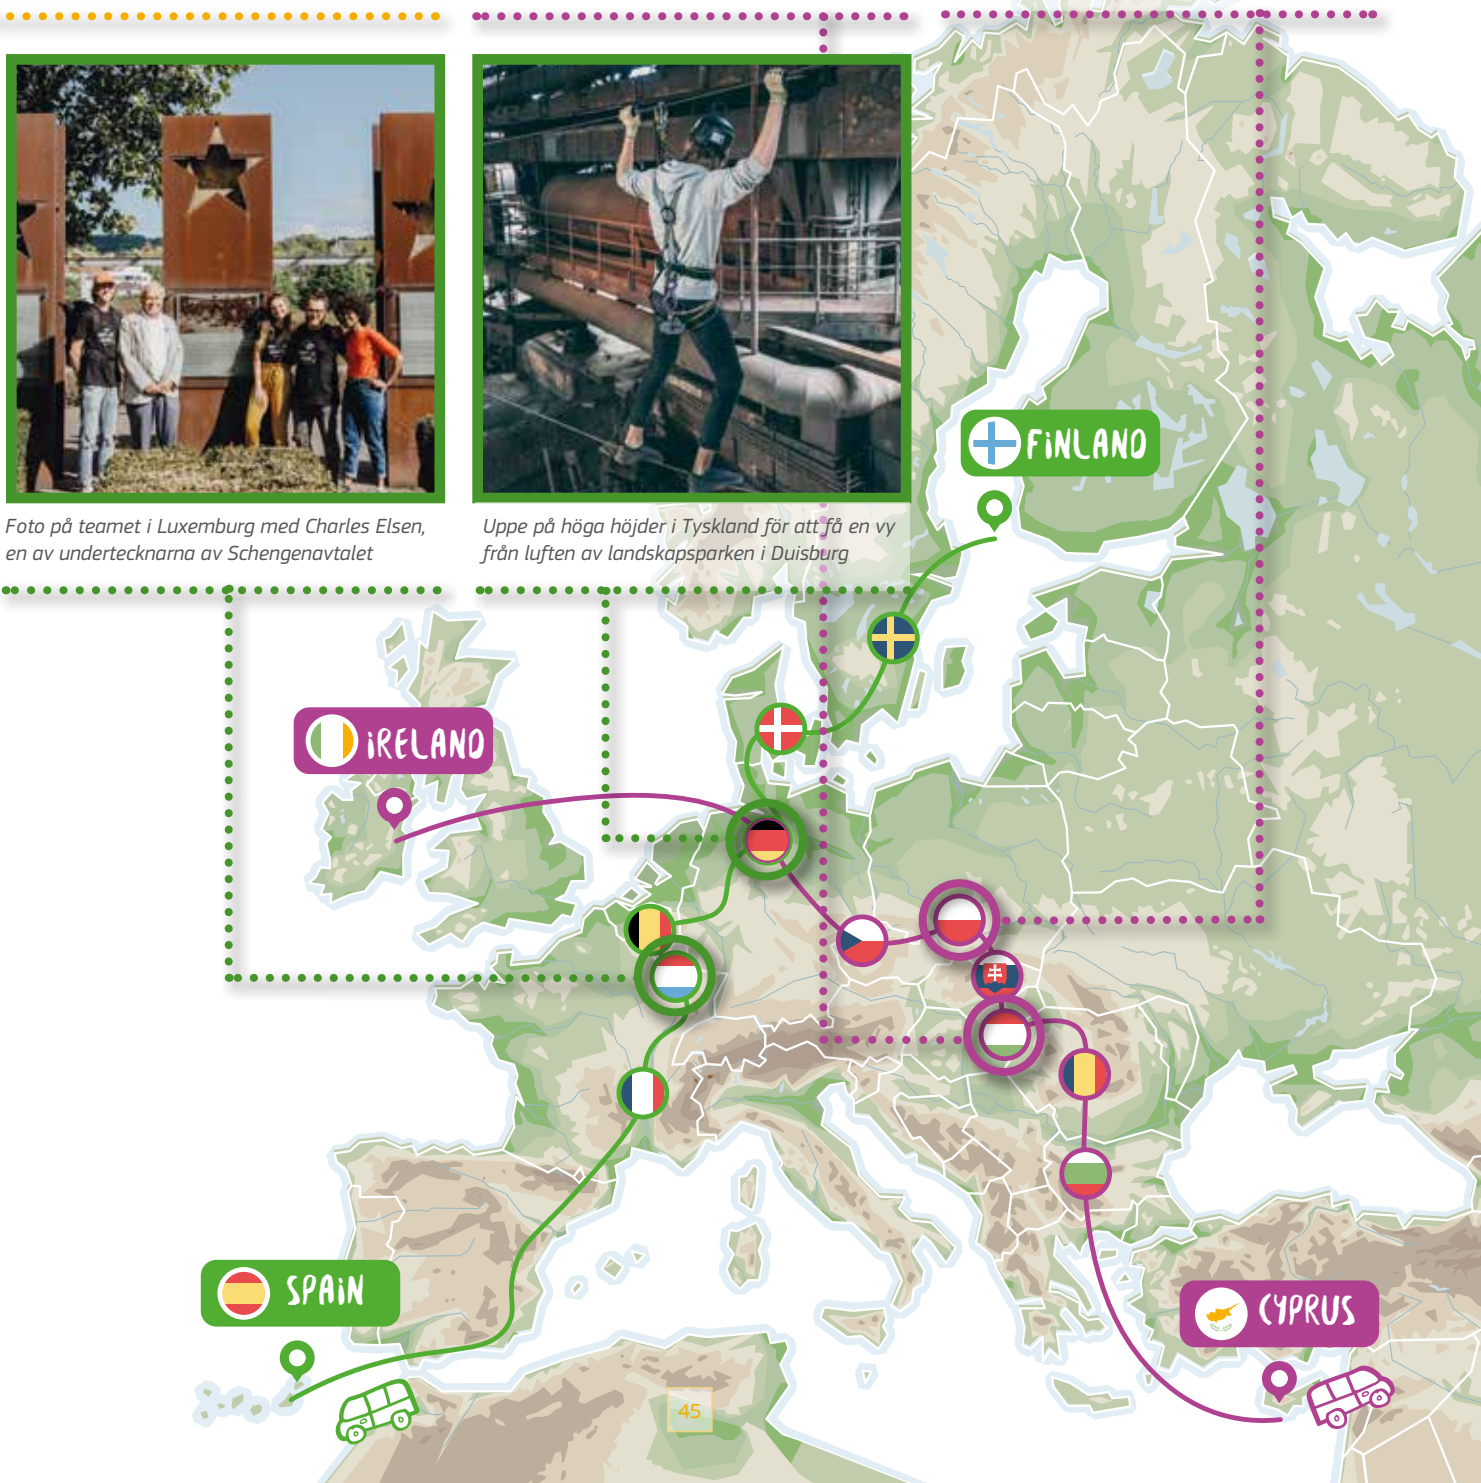 Foto på teamet i Luxemburg med Charles Elsen,
en av undertecknarna av Schengenavtalet
Uppe på höga höjder i Tyskland för att få en vy
från luften av landskapsparken i Duisburg
FiNLAND
iRELAND
SPAiN
CYPRUS
45